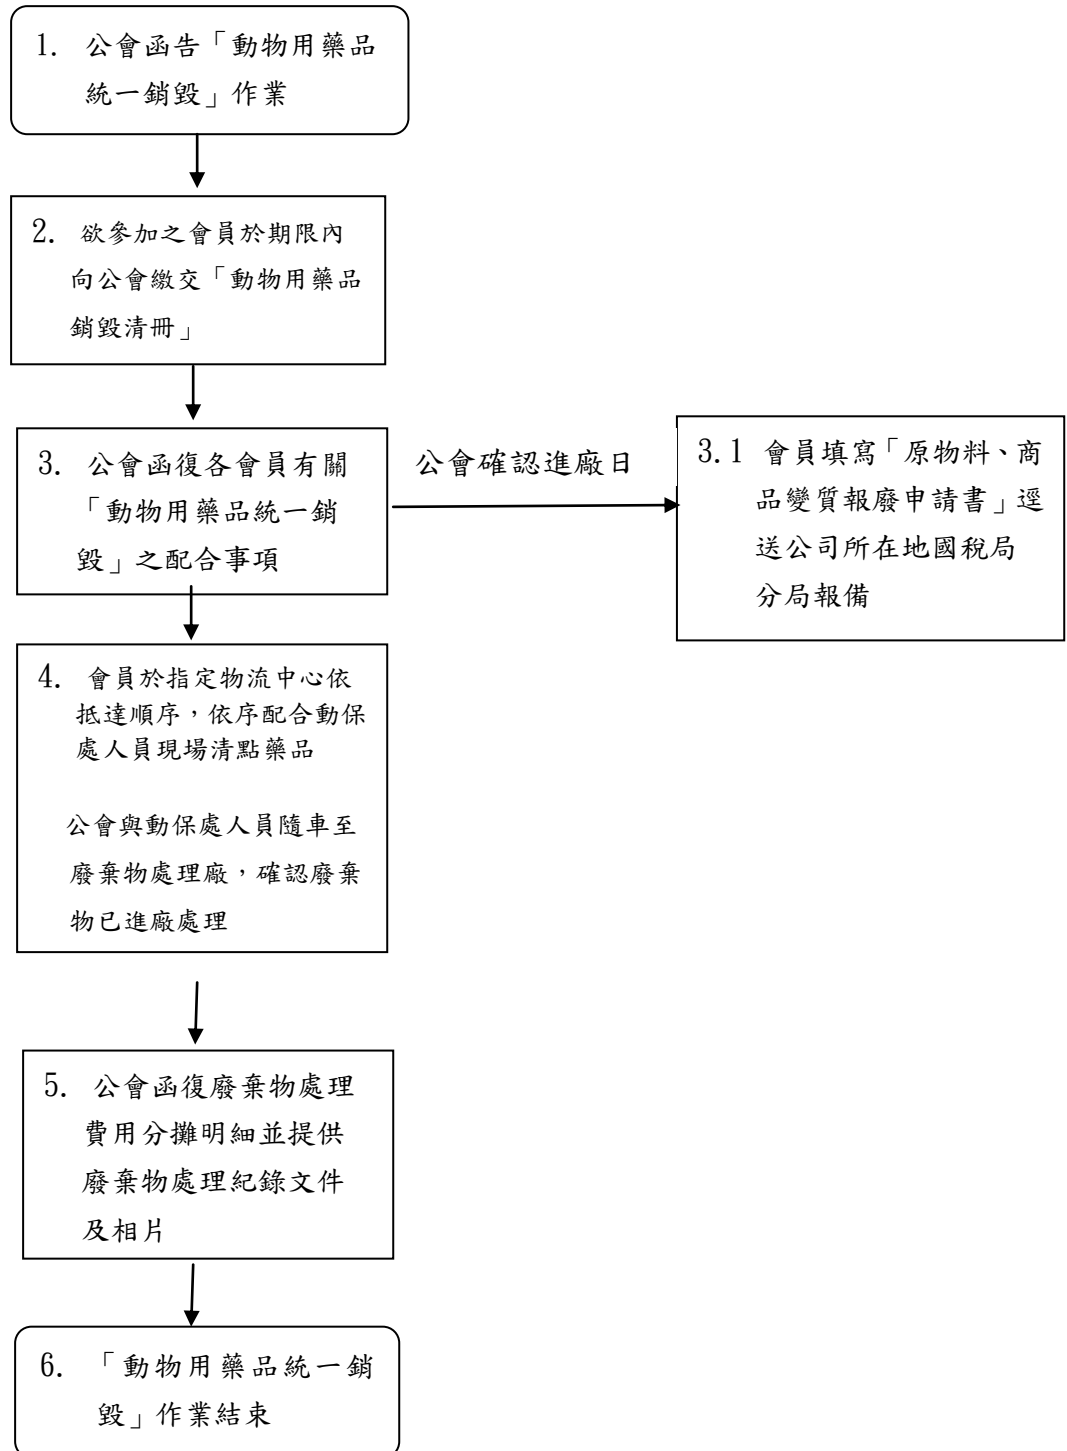 1. 公會函告「動物用藥品
統一銷毀」作業
2. 欲參加之會員於期限內
向公會繳交「動物用藥品
銷毀清冊」
3. 公會函復各會員有關
「動物用藥品統一銷
毀」之配合事項
公會確認進廠日
3.1 會員填寫「原物料、商
品變質報廢申請書」逕
送公司所在地國稅局
分局報備
4. 會員於指定物流中心依
抵達順序，依序配合動保
處人員現場清點藥品
公會與動保處人員隨車至
廢棄物處理廠，確認廢棄
物已進廠處理
5. 公會函復廢棄物處理
費用分攤明細並提供
廢棄物處理紀錄文件
及相片
6. 「動物用藥品統一銷
毀」作業結束